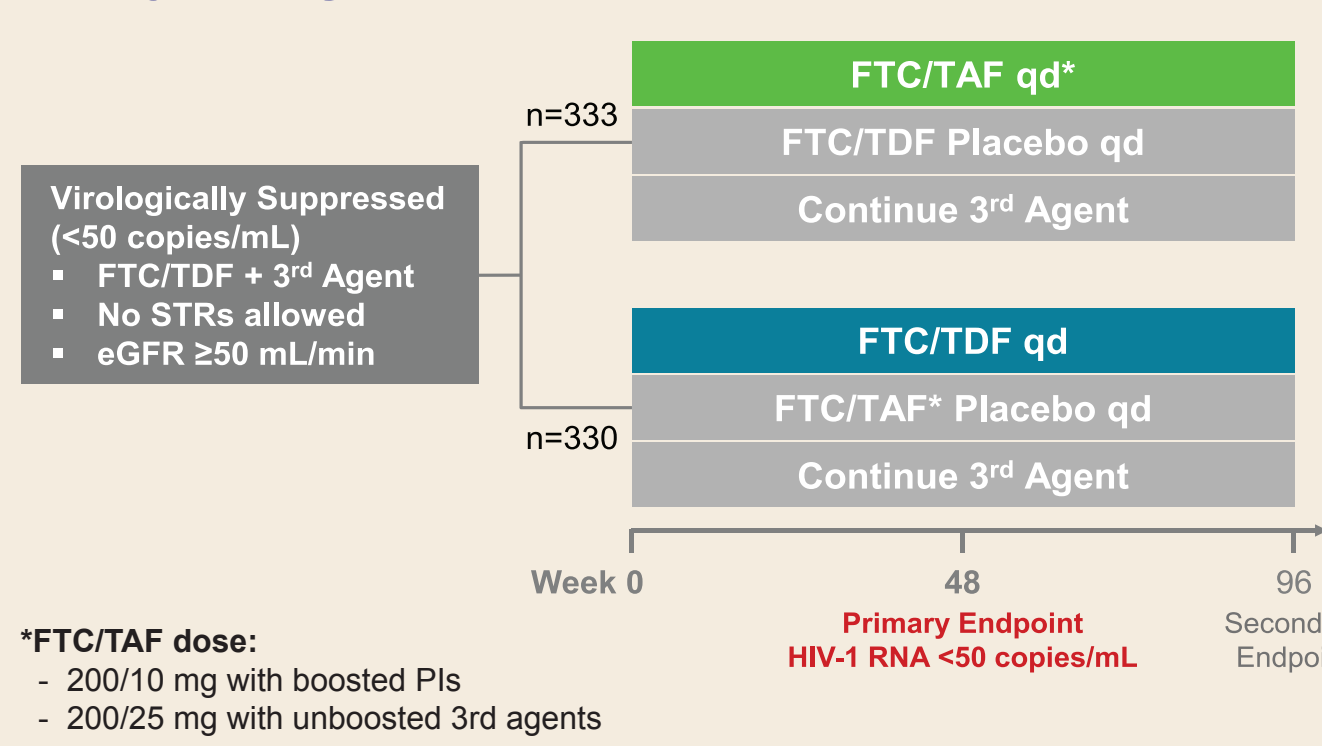 FTC/TAF qd*
n=333
FTC/TDF Placebo qd
Continue 3rd Agent
Virologically Suppressed
(<50 copies/mL)
▪ FTC/TDF + 3rd Agent
▪ No STRs allowed
▪ eGFR ≥50 mL/min
FTC/TDF qd
FTC/TAF* Placebo qd
n=330
Continue 3rd Agent
Week 0
48
96
Primary Endpoint
HIV-1 RNA <50 copies/mL
Second
Endpoi
*FTC/TAF dose:
- 200/10 mg with boosted PIs
- 200/25 mg with unboosted 3rd agents